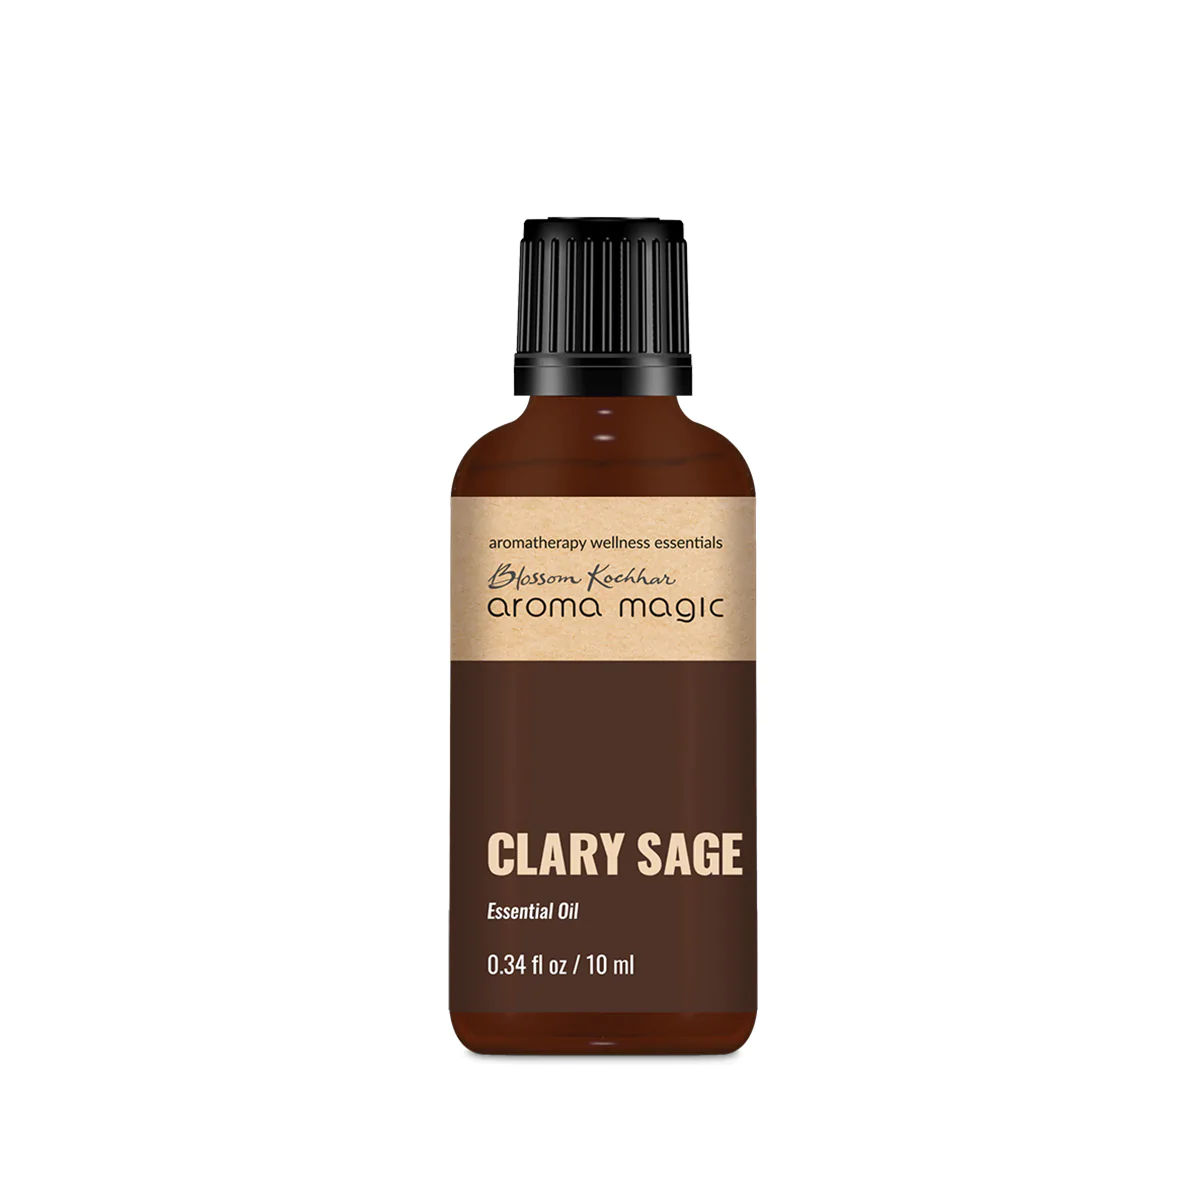 aromatherapy wellness essentials
Blossom Kochhar
aroma magic
CLARY SAGE
Essential Oil
0.34 fl oz / 10 ml